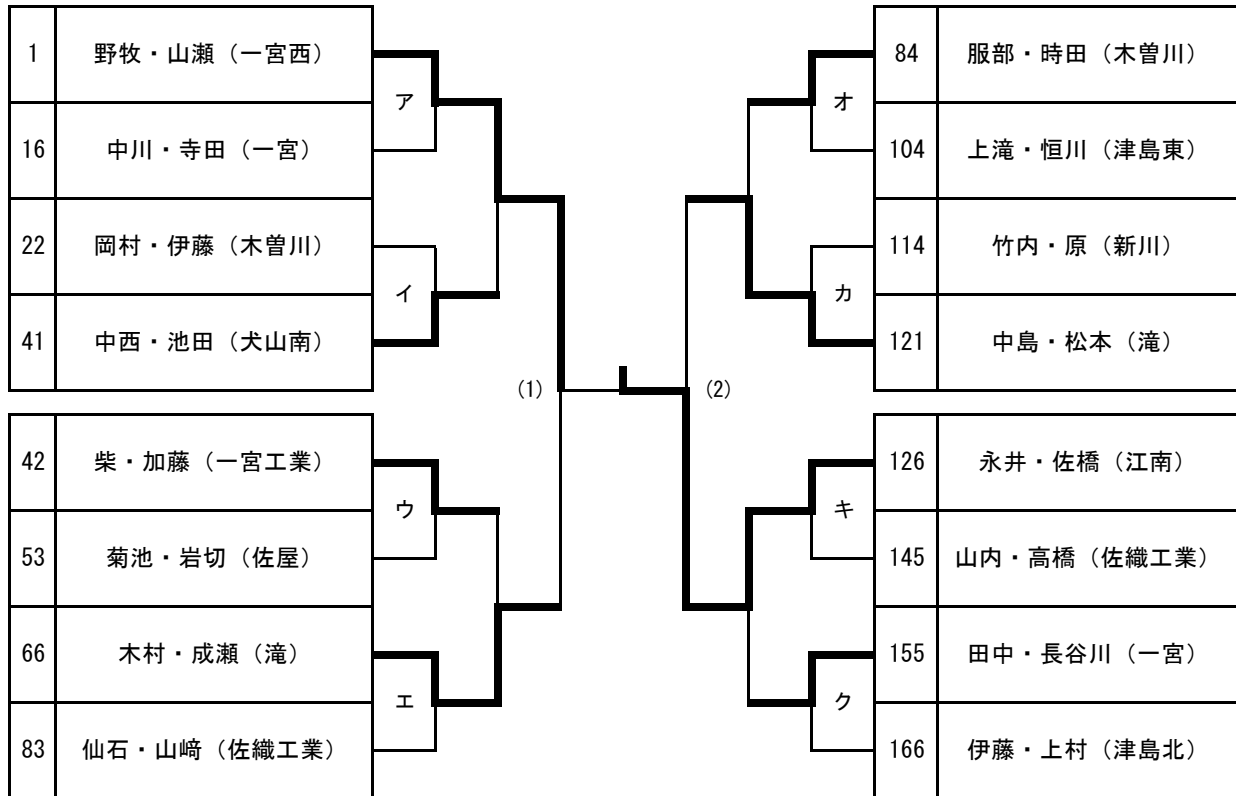 1 野牧・山瀬（一宮西）
ア
16 中川・寺田（一宮）
22 岡村・伊藤（木曽川）
イ
41 中西・池田（犬山南）
(1)
42 柴・加藤（一宮工業）
ウ
53 菊池・岩切（佐屋）
66 木村・成瀬（滝）
エ
83 仙石・山﨑（佐織工業）
84 服部・時田（木曽川）
オ
104 上滝・恒川（津島東）
114 竹内・原（新川）
カ
121 中島・松本（滝）
(2)
126 永井・佐橋（江南）
キ
145 山内・高橋（佐織工業）
155 田中・長谷川（一宮）
ク
166 伊藤・上村（津島北）